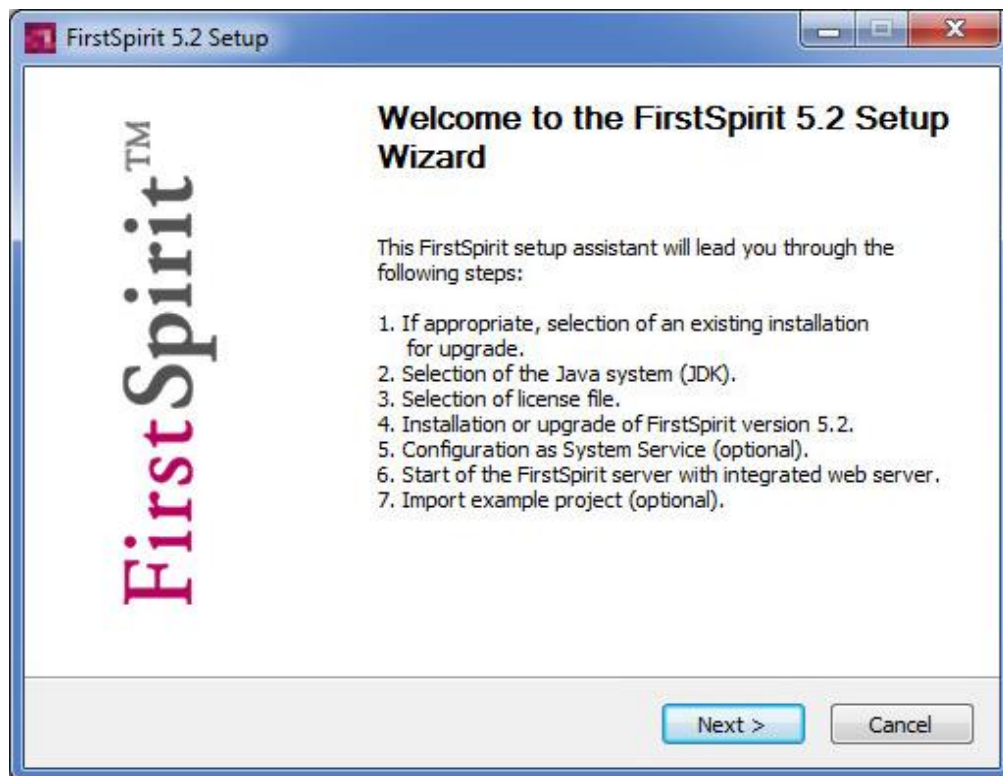 FirstSpirit 5.2 Setup
FirstSpirit™
Welcome to the FirstSpirit 5.2 Setup
Wizard
This FirstSpirit setup assistant will lead you through the
following steps:
1. If appropriate, selection of an existing installation
for upgrade.
2. Selection of the Java system (JDK).
3. Selection of license file.
4. Installation or upgrade of FirstSpirit version 5.2.
5. Configuration as System Service (optional).
6. Start of the FirstSpirit server with integrated web server.
7. Import example project (optional).
Next >
Cancel